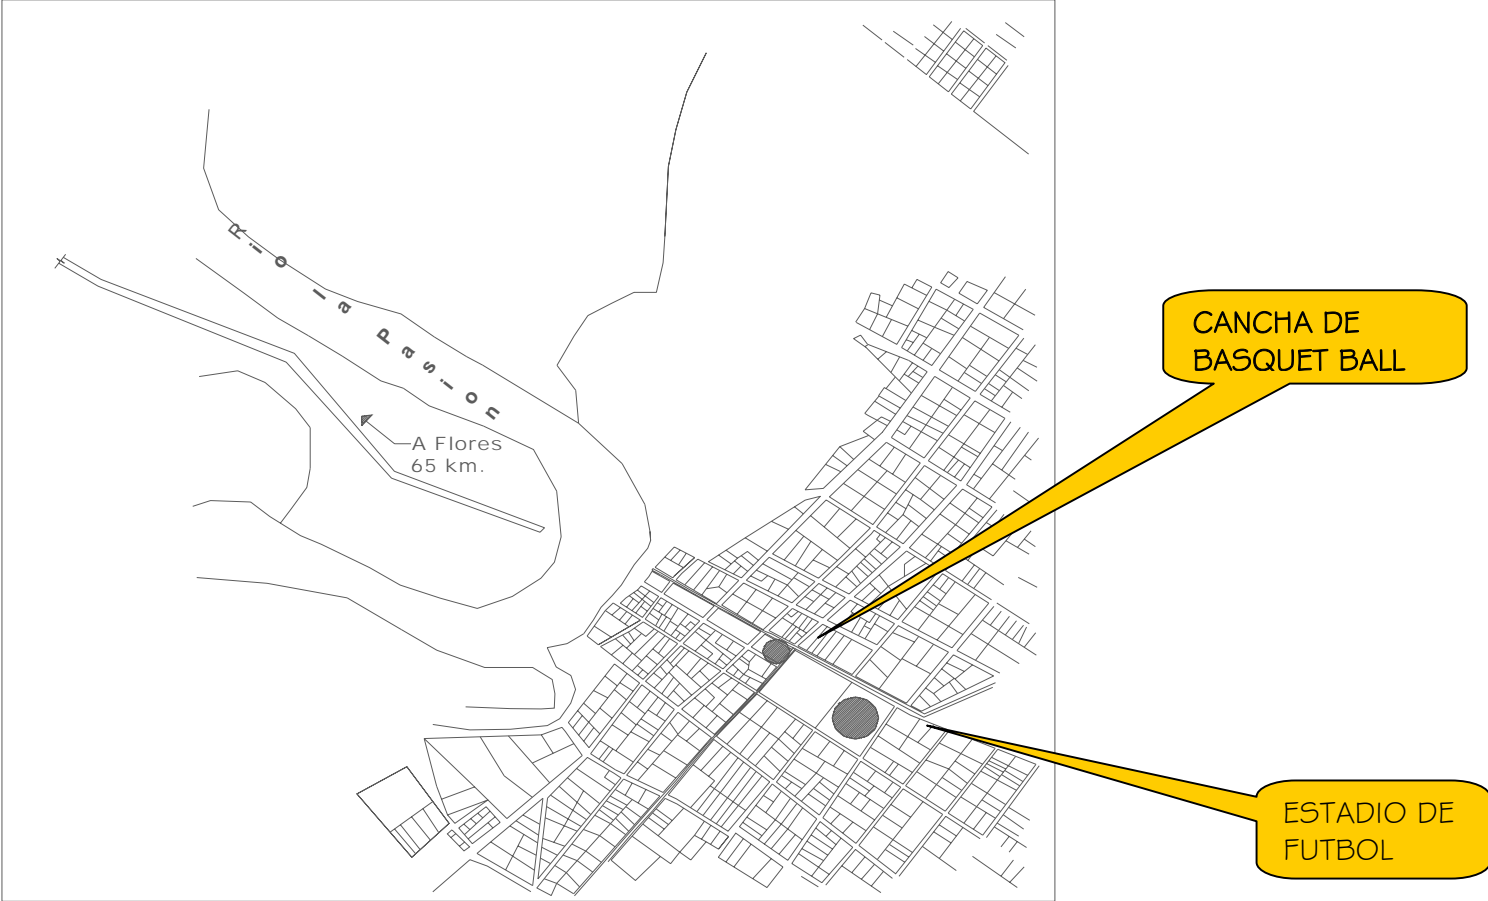 Rio la Pasion
A Flores
65 km.
CANCHA DE
BASQUET BALL
ESTADIO DE
FUTBOL